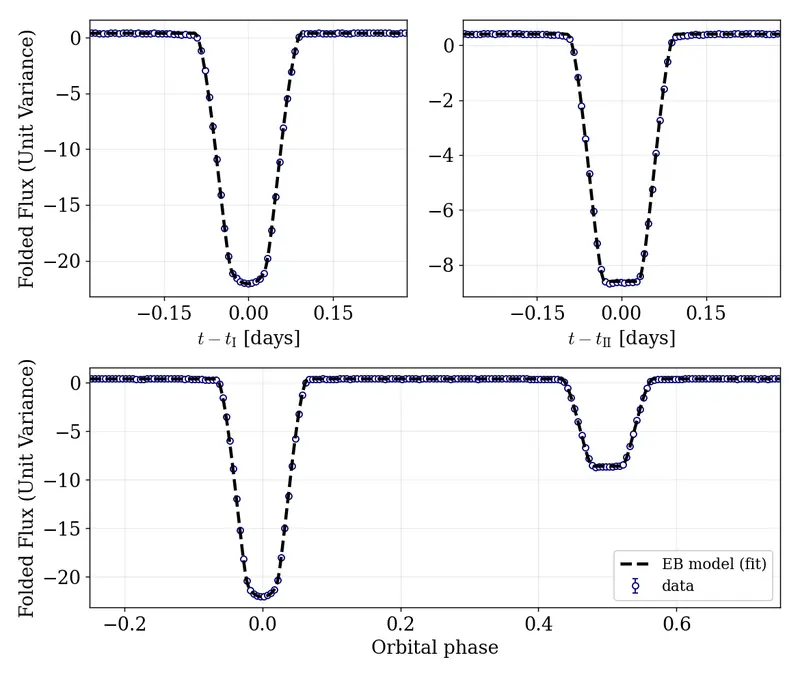 Folded Flux (Unit Variance)
0
−5
−10
−15
−20
−0.15 0.00 0.15
t − t_I [days]
0
−2
−4
−6
−8
−0.15 0.00 0.15
t − t_II [days]
Folded Flux (Unit Variance)
0
−5
−10
−15
−20
−0.2 0.0 0.2 0.4 0.6
Orbital phase
EB model (fit)
data